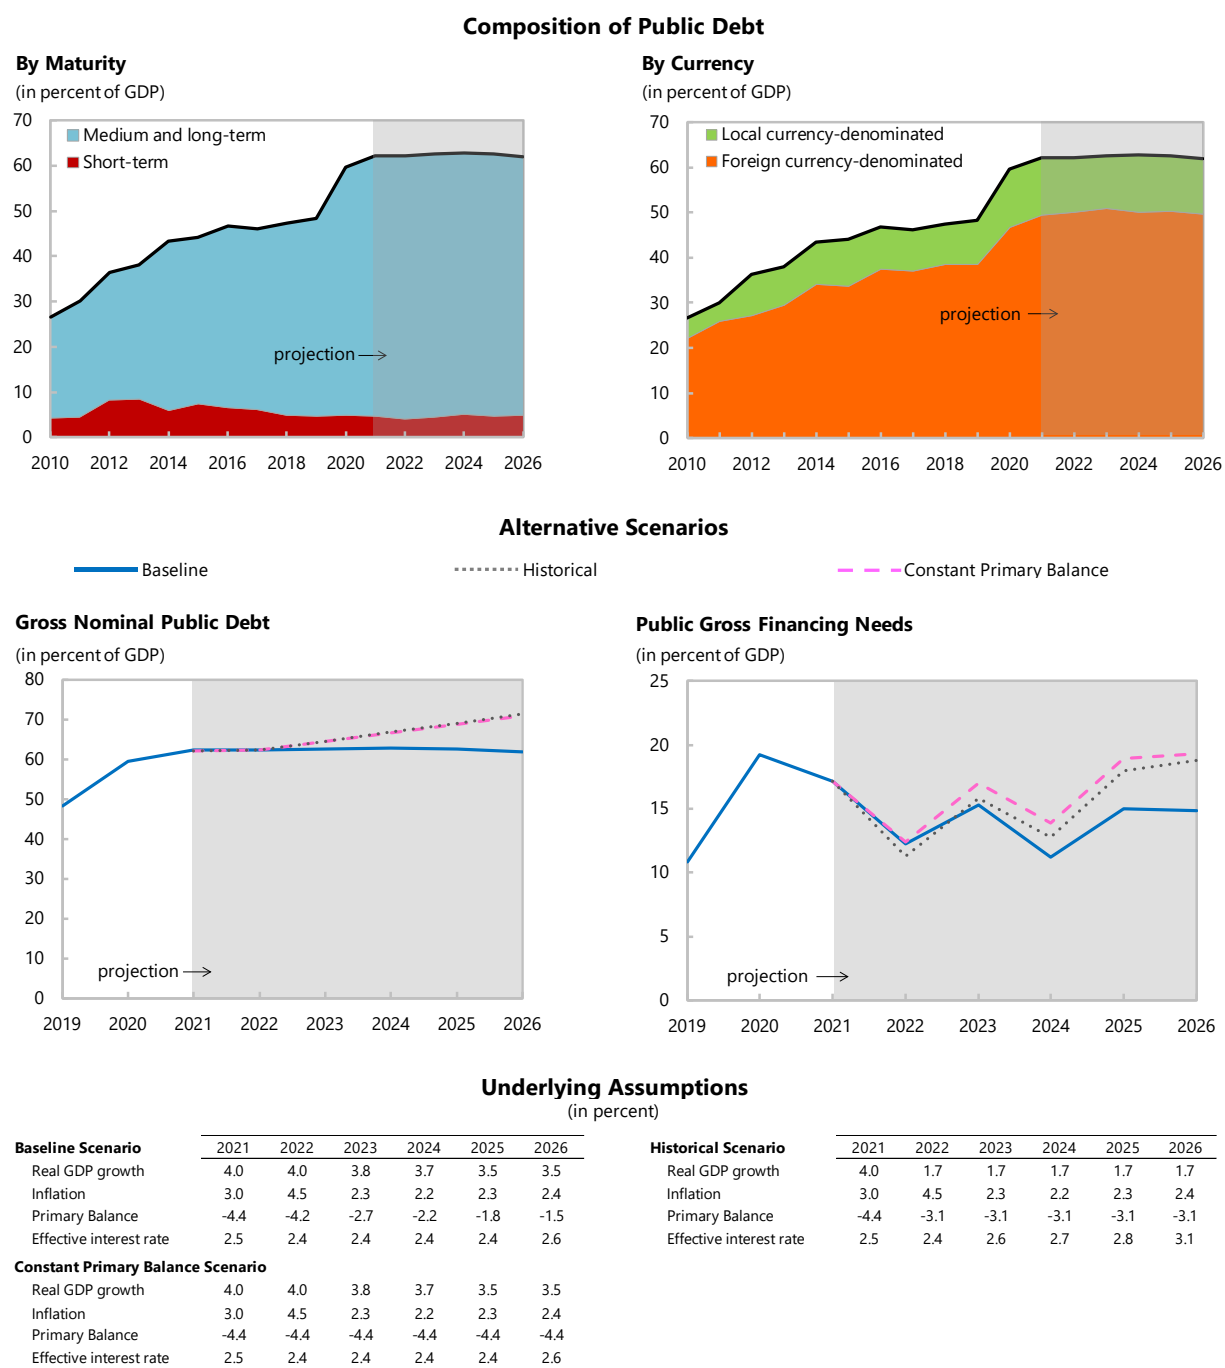 Composition of Public Debt
By Maturity
(in percent of GDP)
70
60
50
40
30
20
10
0
Medium and long-term
Short-term
projection
2010 2012 2014 2016 2018 2020 2022 2024 2026
By Currency
(in percent of GDP)
70
60
50
40
30
20
10
0
Local currency-denominated
Foreign currency-denominated
projection
2010 2012 2014 2016 2018 2020 2022 2024 2026
Alternative Scenarios
Baseline Historical Constant Primary Balance
Gross Nominal Public Debt
(in percent of GDP)
80
70
60
50
40
30
20
10
0
projection
2019 2020 2021 2022 2023 2024 2025 2026
Public Gross Financing Needs
(in percent of GDP)
25
20
15
10
5
0
projection
2019 2020 2021 2022 2023 2024 2025 2026
Underlying Assumptions
(in percent)
Baseline Scenario 2021 2022 2023 2024 2025 2026
Real GDP growth 4.0 4.0 3.8 3.7 3.5 3.5
Inflation 3.0 4.5 2.3 2.2 2.3 2.4
Primary Balance -4.4 -4.2 -2.7 -2.2 -1.8 -1.5
Effective interest rate 2.5 2.4 2.4 2.4 2.4 2.6
Constant Primary Balance Scenario
Real GDP growth 4.0 4.0 3.8 3.7 3.5 3.5
Inflation 3.0 4.5 2.3 2.2 2.3 2.4
Primary Balance -4.4 -4.4 -4.4 -4.4 -4.4 -4.4
Effective interest rate 2.5 2.4 2.4 2.4 2.4 2.6
Historical Scenario 2021 2022 2023 2024 2025 2026
Real GDP growth 4.0 1.7 1.7 1.7 1.7 1.7
Inflation 3.0 4.5 2.3 2.2 2.3 2.4
Primary Balance -4.4 -3.1 -3.1 -3.1 -3.1 -3.1
Effective interest rate 2.5 2.4 2.6 2.7 2.8 3.1